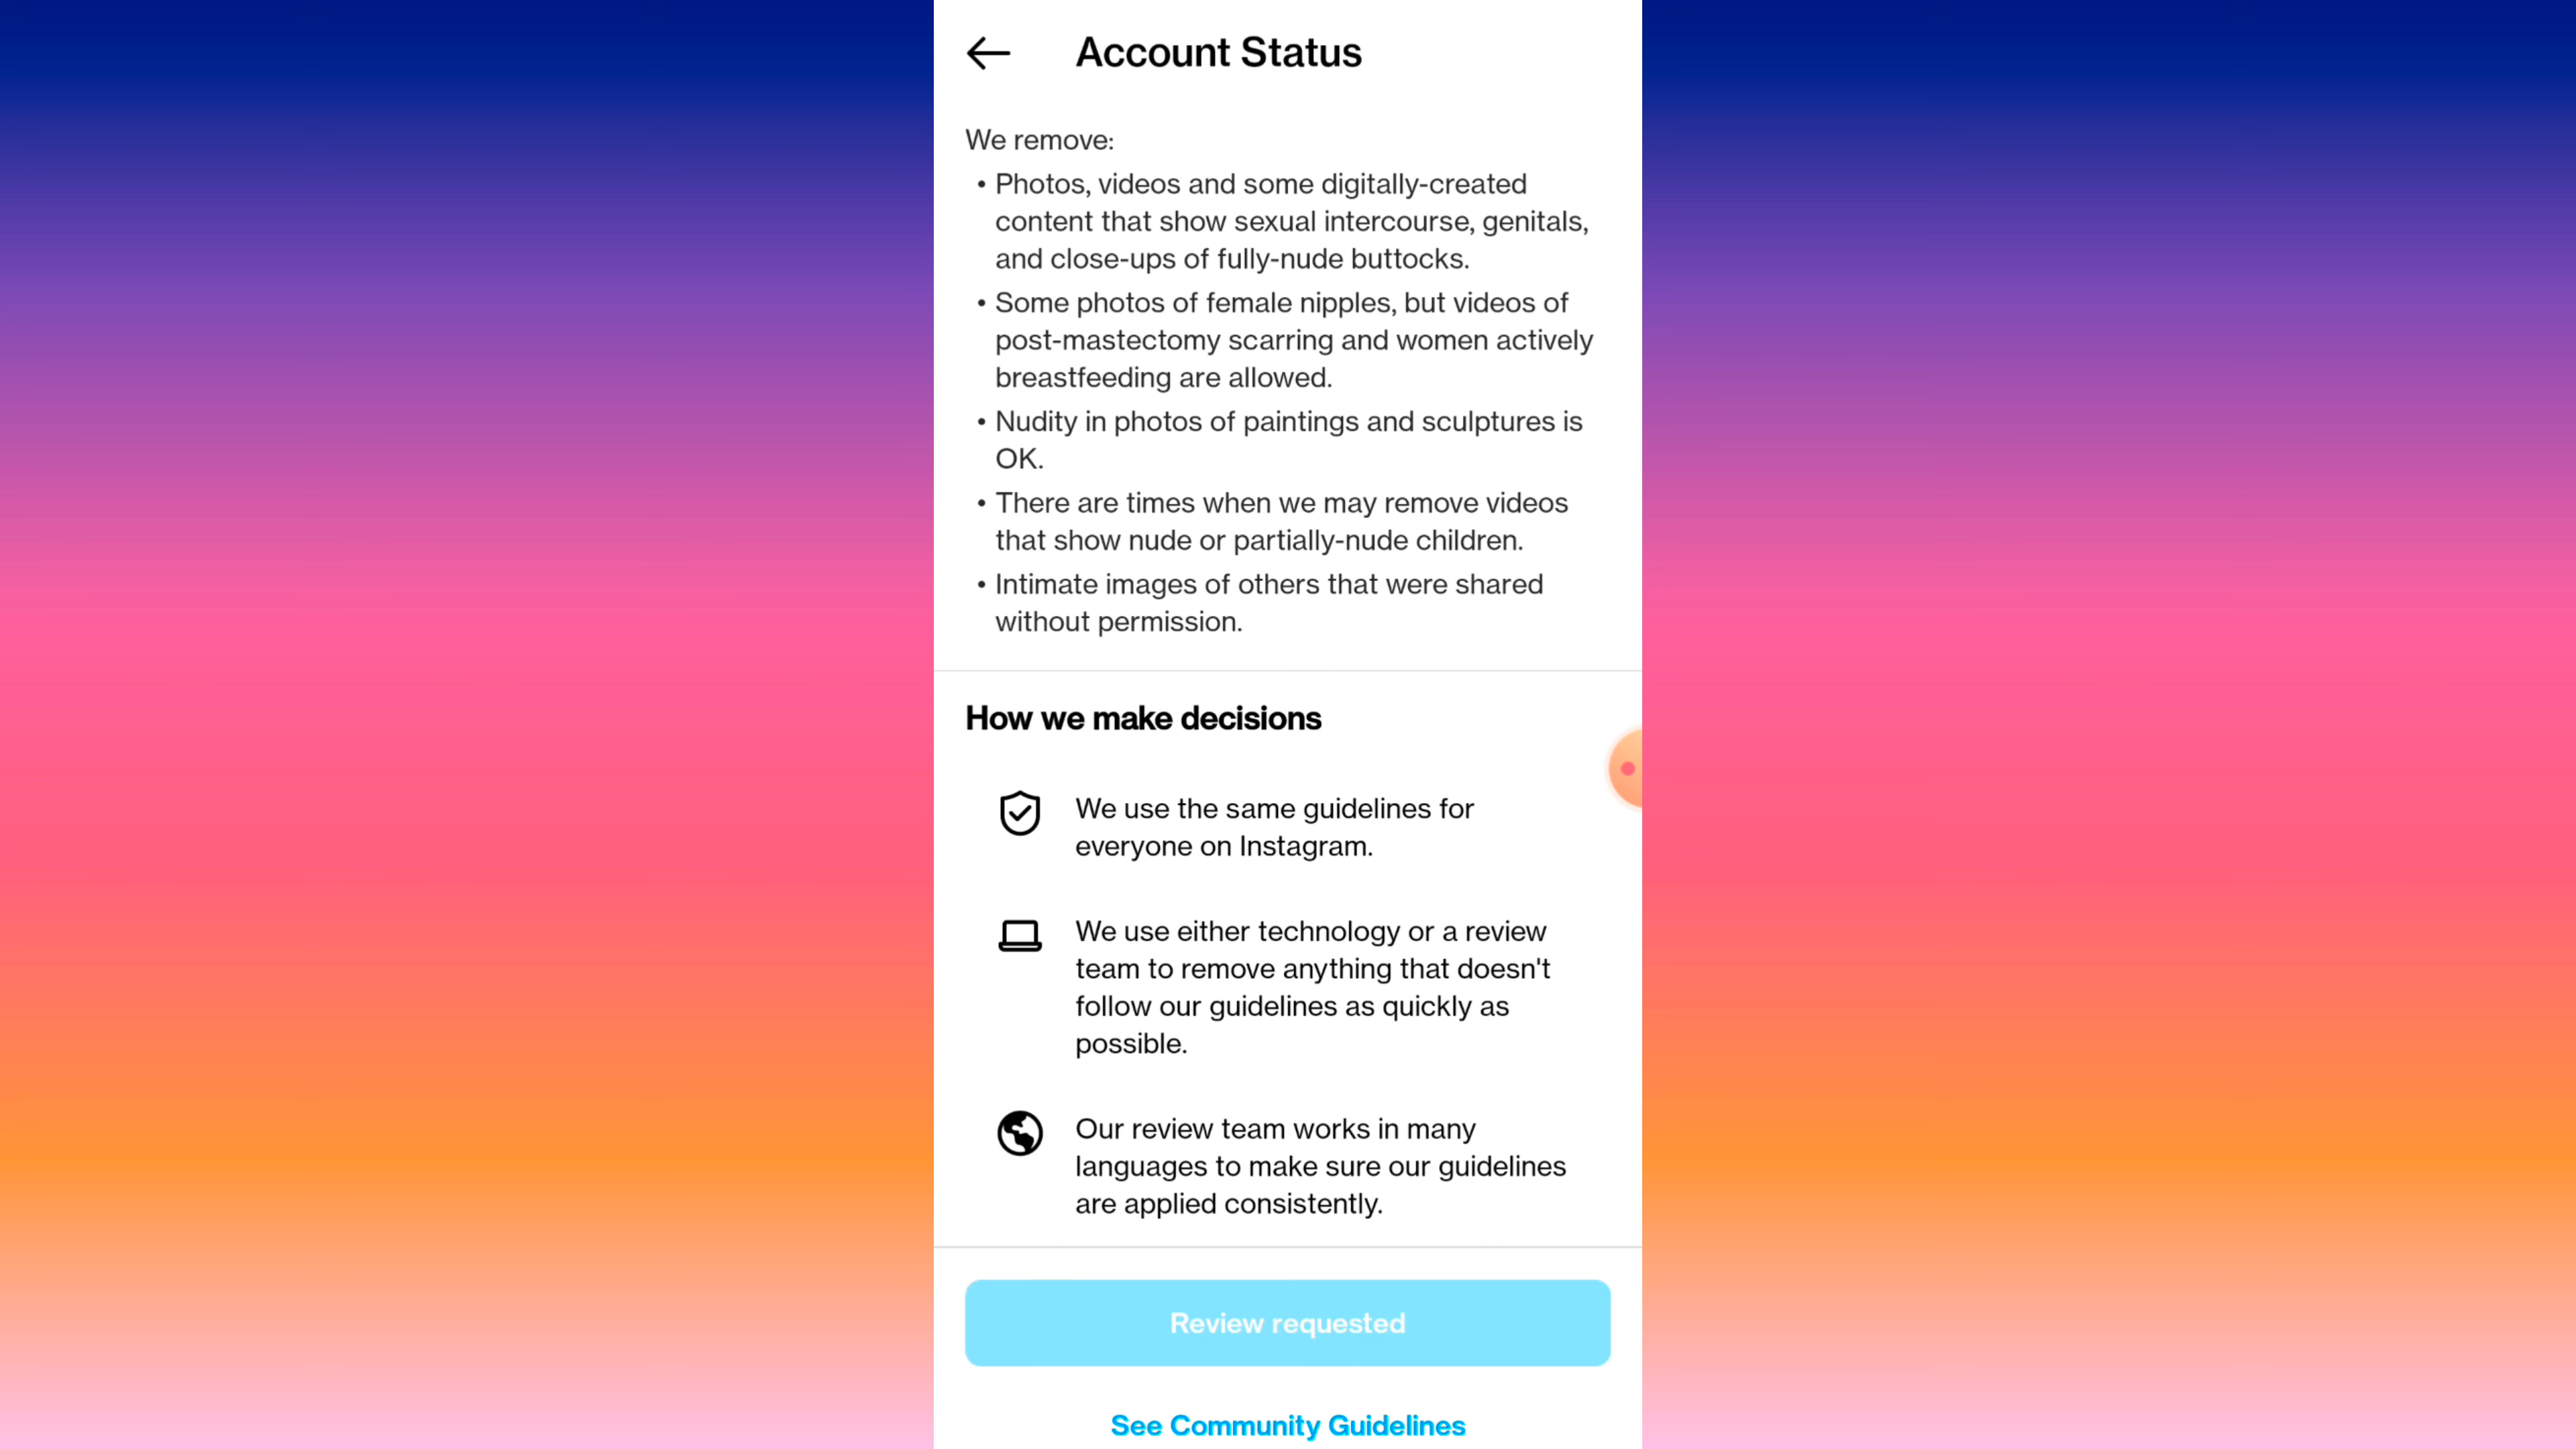 Account Status
We remove:
• Photos, videos and some digitally-created
content that show sexual intercourse, genitals,
and close-ups of fully-nude buttocks.
• Some photos of female nipples, but videos of
post-mastectomy scarring and women actively
breastfeeding are allowed.
• Nudity in photos of paintings and sculptures is
OK.
• There are times when we may remove videos
that show nude or partially-nude children.
• Intimate images of others that were shared
without permission.
How we make decisions
We use the same guidelines for
everyone on Instagram.
We use either technology or a review
team to remove anything that doesn't
follow our guidelines as quickly as
possible.
Our review team works in many
languages to make sure our guidelines
are applied consistently.
Review requested
See Community Guidelines